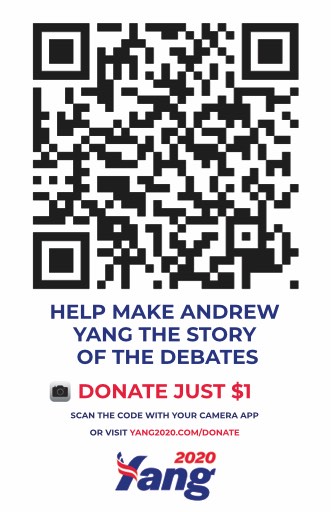 HELP MAKE ANDREW
YANG THE STORY
OF THE DEBATES
DONATE JUST $1
SCAN THE CODE WITH YOUR CAMERA APP
OR VISIT YANG2020.COM/DONATE
2020
Yang